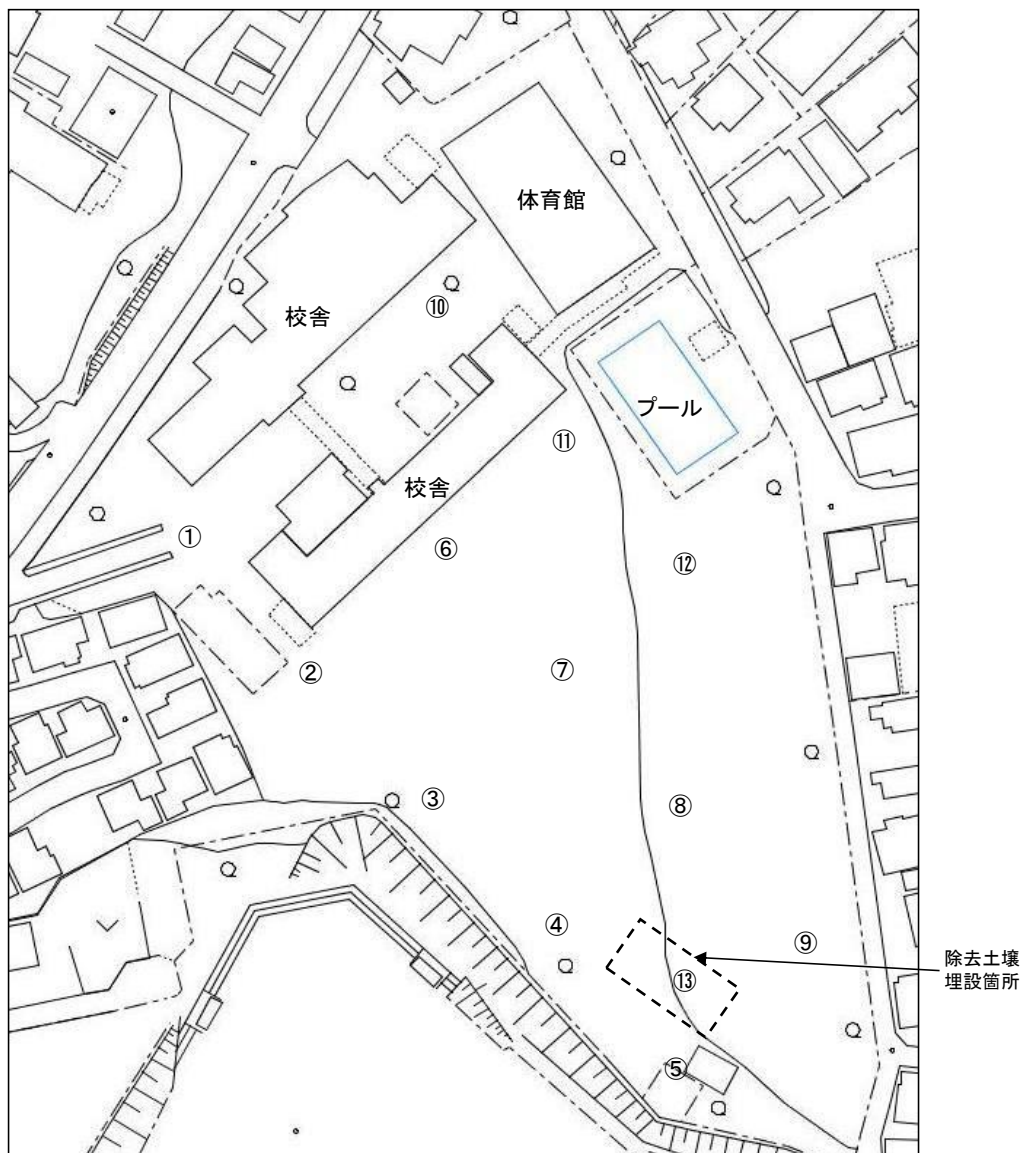 体育館
⑩
校舎
プール
⑪
校舎
①
⑥
⑫
②
⑦
③
⑧
④
⑨
除去土壌
埋設箇所
⑬
⑤